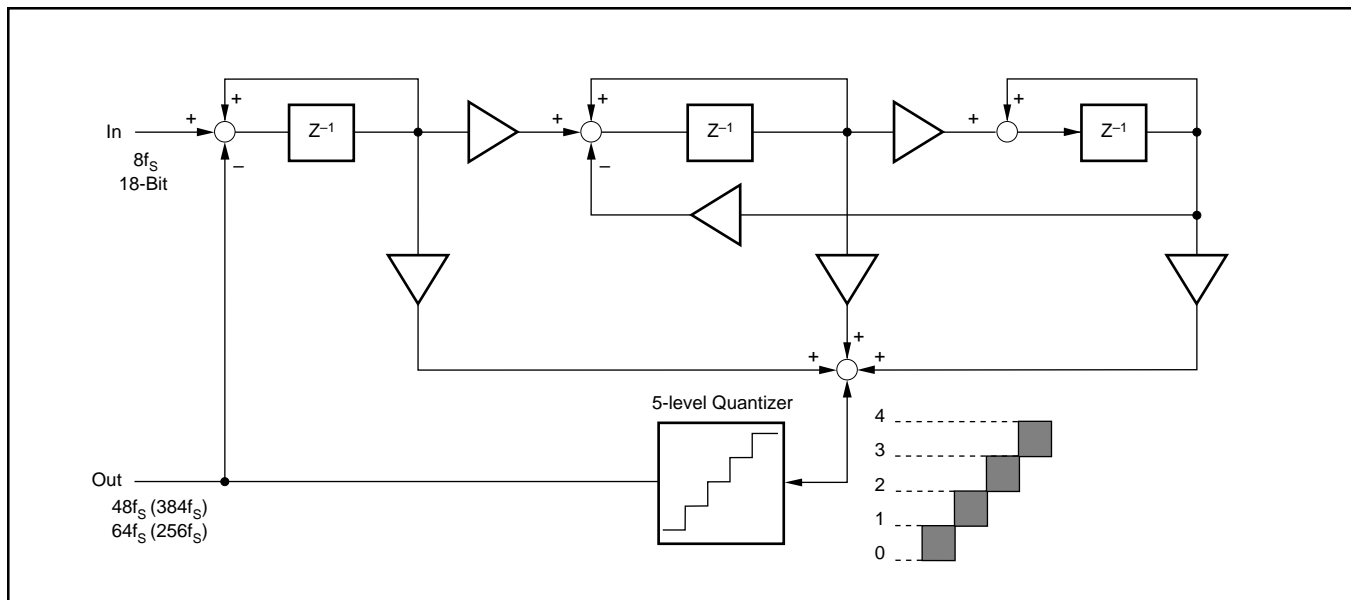 In
8fS
18-Bit
+
+
–
Z–1
+
+
–
Z–1
+
+
Z–1
+
+
+
5-level Quantizer
4
3
2
1
0
Out
48fS (384fS)
64fS (256fS)